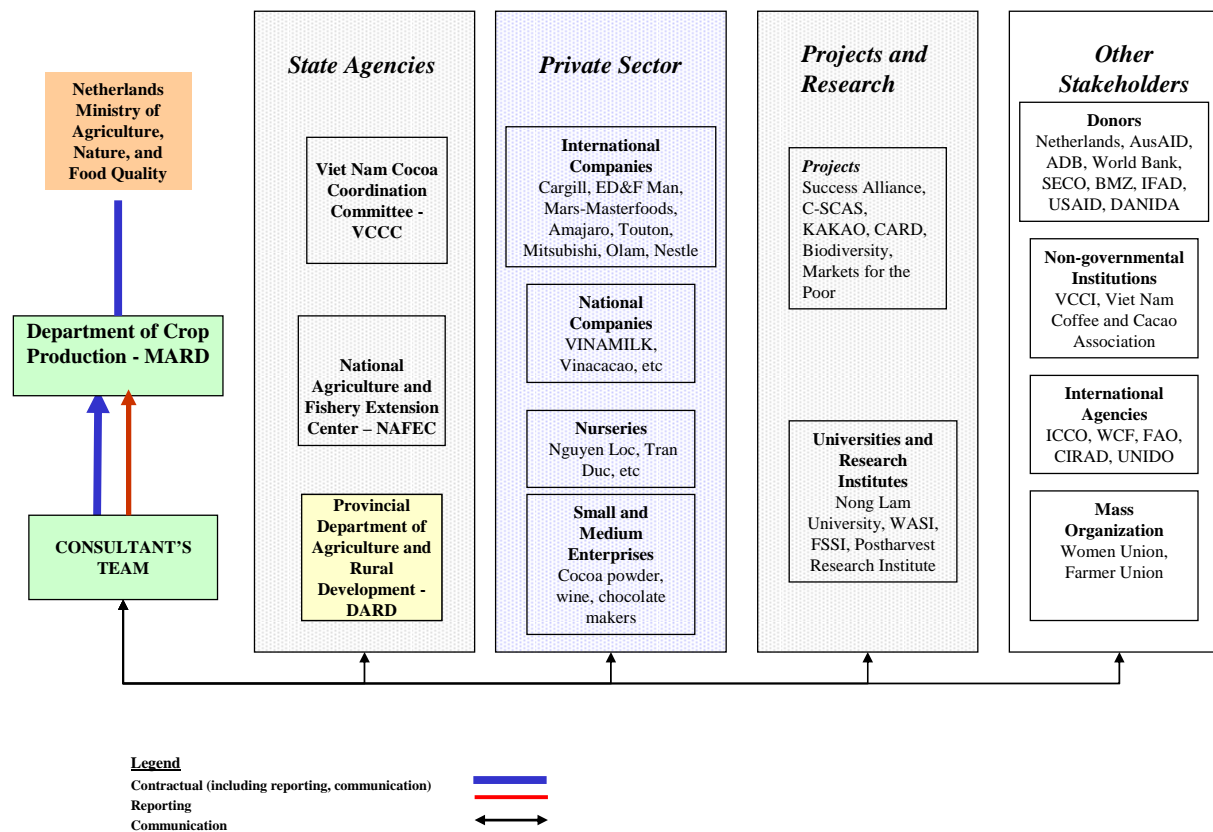 Netherlands
Ministry of
Agriculture,
Nature, and
Food Quality
Department of Crop
Production - MARD
CONSULTANT'S
TEAM
State Agencies
Viet Nam Cocoa
Coordination
Committee -
VCCC
National
Agriculture and
Fishery Extension
Center – NAFEC
Provincial
Department of
Agriculture and
Rural
Development -
DARD
Private Sector
International
Companies
Cargill, ED&F Man,
Mars-Masterfoods,
Amajaro, Touton,
Mitsubishi, Olam, Nestle
National
Companies
VINAMILK,
Vinacacao, etc
Nurseries
Nguyen Loc, Tran
Duc, etc
Small and
Medium
Enterprises
Cocoa powder,
wine, chocolate
makers
Projects and
Research
Projects
Success Alliance,
C-SCAS,
KAKAO, CARD,
Biodiversity,
Markets for the
Poor
Universities and
Research
Institutes
Nong Lam
University, WASI,
FSSI, Postharvest
Research Institute
Other
Stakeholders
Donors
Netherlands, AusAID,
ADB, World Bank,
SECO, BMZ, IFAD,
USAID, DANIDA
Non-governmental
Institutions
VCCI, Viet Nam
Coffee and Cacao
Association
International
Agencies
ICCO, WCF, FAO,
CIRAD, UNIDO
Mass
Organization
Women Union,
Farmer Union
Legend
Contractual (including reporting, communication)
Reporting
Communication